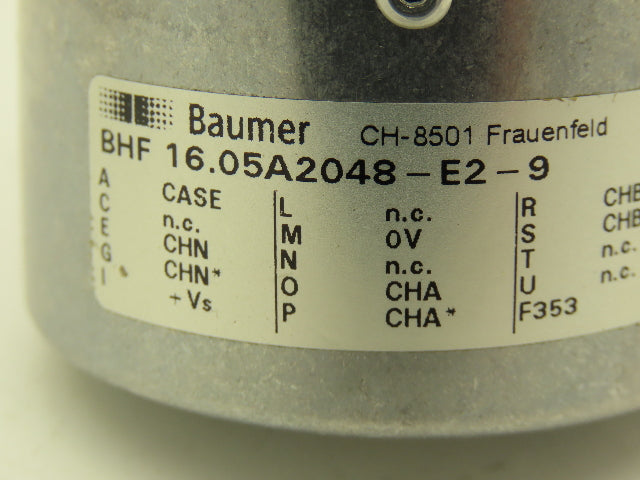 Baumer CH-8501 Frauenfeld
BHF 16.05A2048-E2-9
A CASE L n.c. R CHB
C n.c. M 0V S CHB
E CHN N n.c. T n.c.
G CHN* O CHA U n.c.
I +Vs P CHA* F353